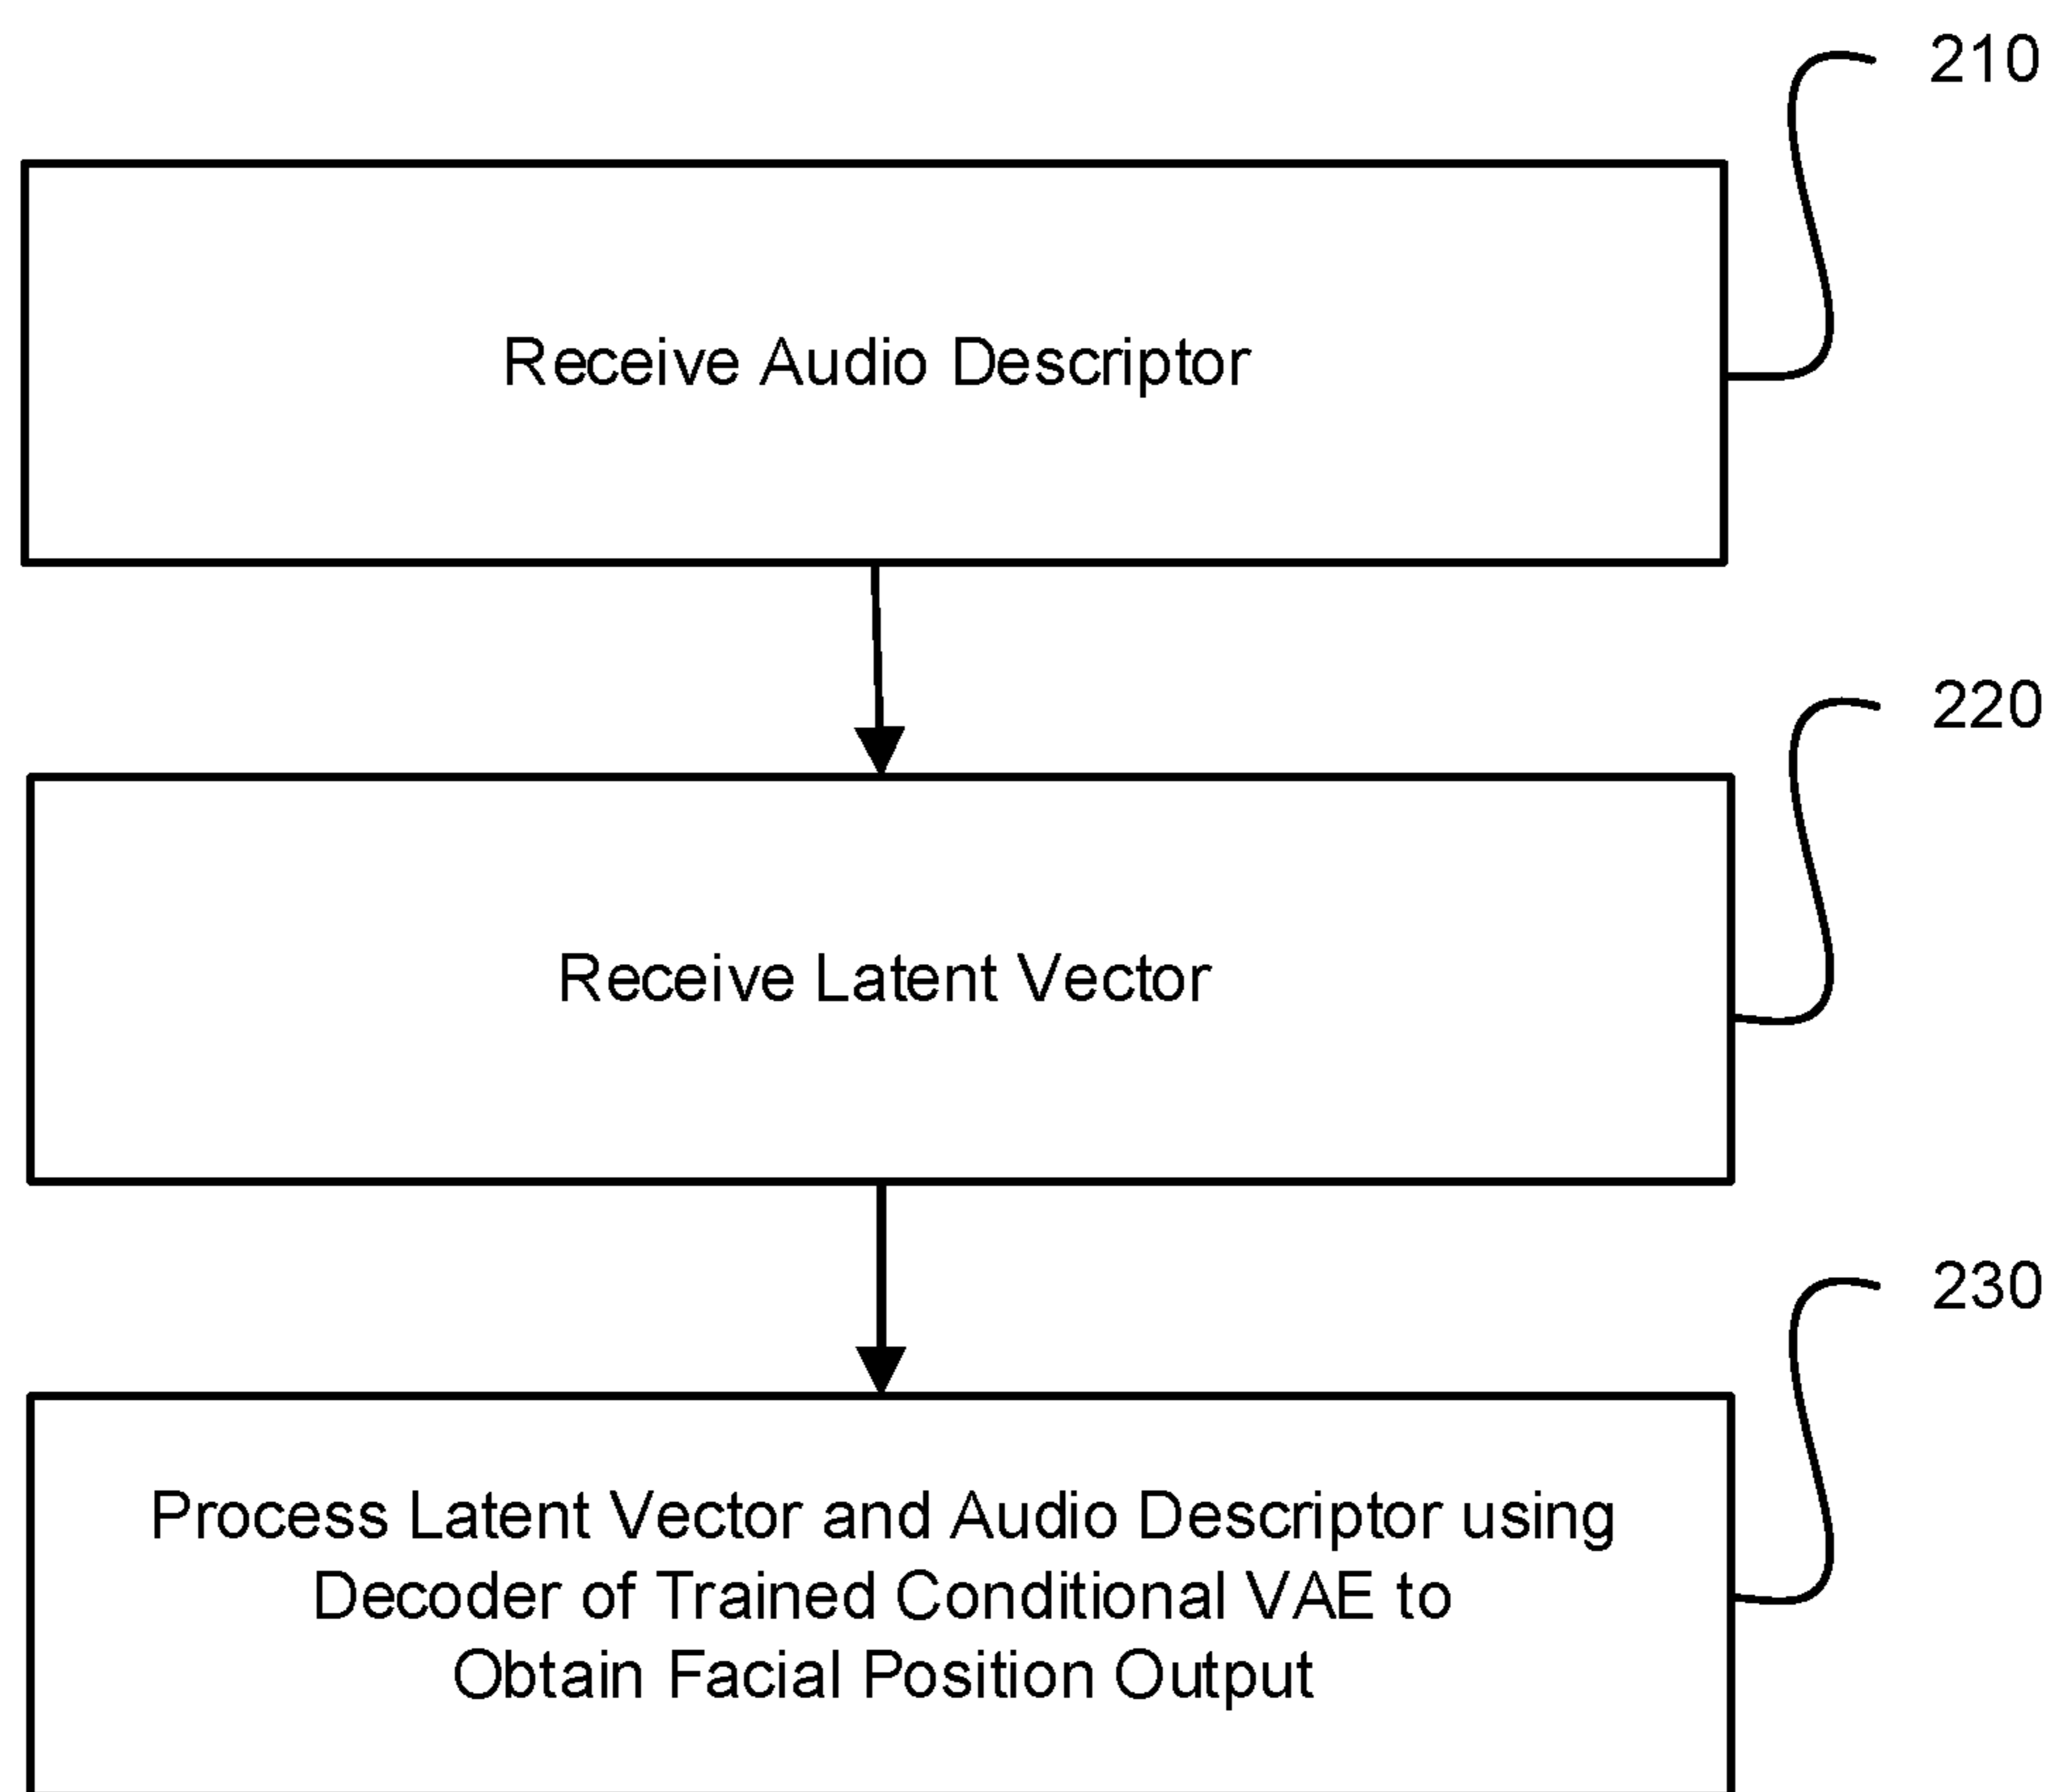 210
Receive Audio Descriptor
220
Receive Latent Vector
230
Process Latent Vector and Audio Descriptor using
Decoder of Trained Conditional VAE to
Obtain Facial Position Output